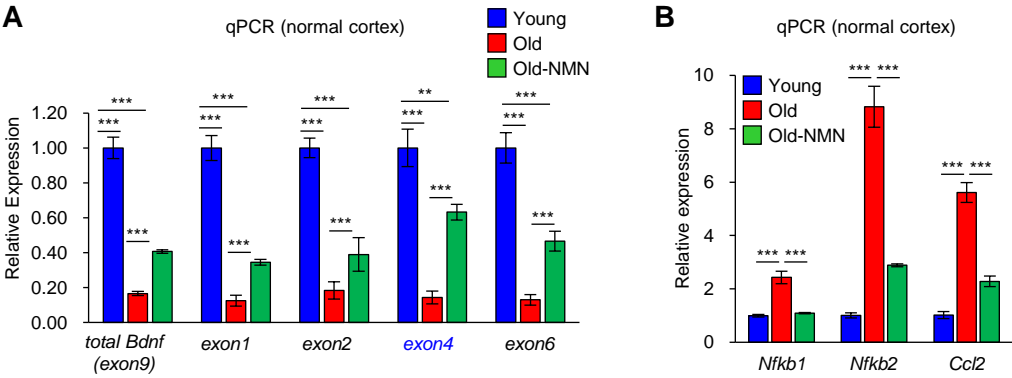 A
qPCR (normal cortex)
Young
Old
Old-NMN
Relative Expression
1.20
1.00
0.80
0.60
0.40
0.20
0.00
*** *** *** ** ***
*** *** *** *** ***
*** *** *** *** ***
total Bdnf
(exon9)
exon1 exon2 exon4 exon6
B
qPCR (normal cortex)
Young
Old
Old-NMN
Relative expression
10
8
6
4
2
0
*** ***
*** ***
*** ***
Nfkb1 Nfkb2 Ccl2